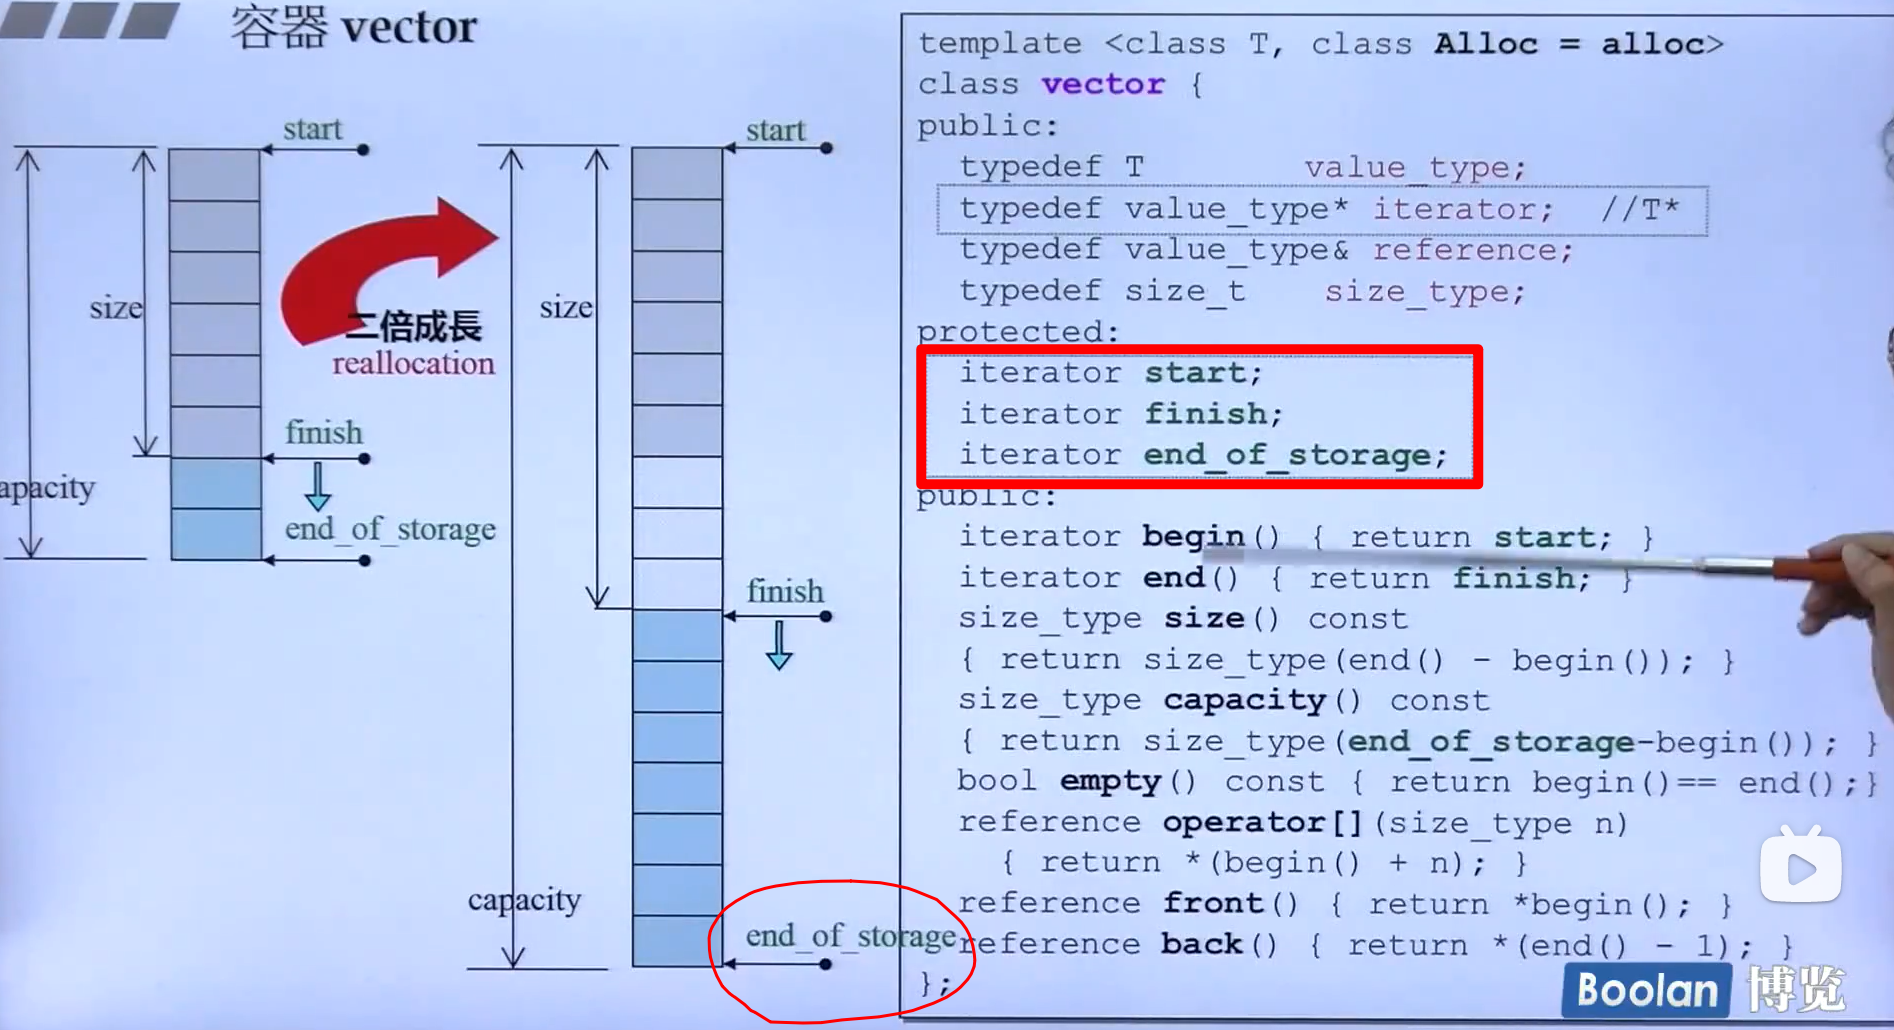 容器 vector
start
size
apacity
finish
end_of_storage
二倍成長
reallocation
start
size
capacity
finish
end_of_storage
template <class T, class Alloc = alloc>
class vector {
public:
typedef T value_type;
typedef value_type* iterator; //T*
typedef value_type& reference;
typedef size_t size_type;
protected:
iterator start;
iterator finish;
iterator end_of_storage;
public:
iterator begin() { return start; }
iterator end() { return finish; }
size_type size() const
{ return size_type(end() - begin()); }
size_type capacity() const
{ return size_type(end_of_storage-begin()); }
bool empty() const { return begin()== end();}
reference operator[](size_type n)
{ return *(begin() + n); }
reference front() { return *begin(); }
reference back() { return *(end() - 1); }
};
Boolan 博览